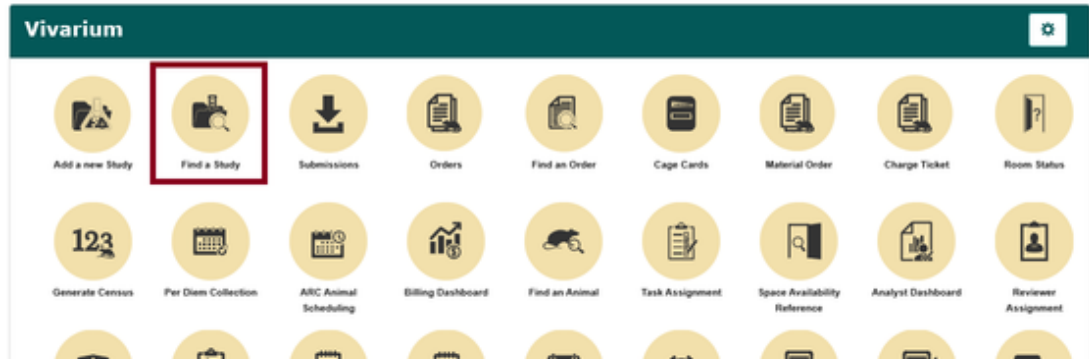 Vivarium
Add a new Study
Find a Study
Submissions
Orders
Find an Order
Cage Cards
Material Order
Charge Ticket
?
Room Status
123
Generate Census
Per Diem Collection
ARC Animal
Scheduling
$
Billing Dashboard
Find an Animal
Task Assignment
Space Availability
Reference
Analyst Dashboard
Reviewer
Assignment